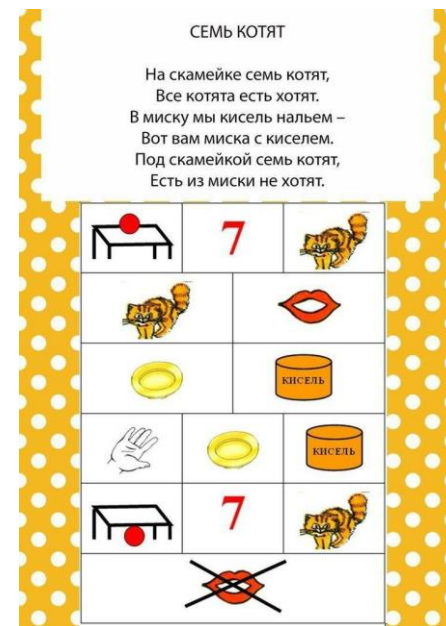 СЕМЬ КОТЯТ
На скамейке семь котят,
Все котята есть хотят.
В миску мы кисель нальем –
Вот вам миска с киселем.
Под скамейкой семь котят,
Есть из миски не хотят.
7
КИСЕЛЬ
КИСЕЛЬ
7